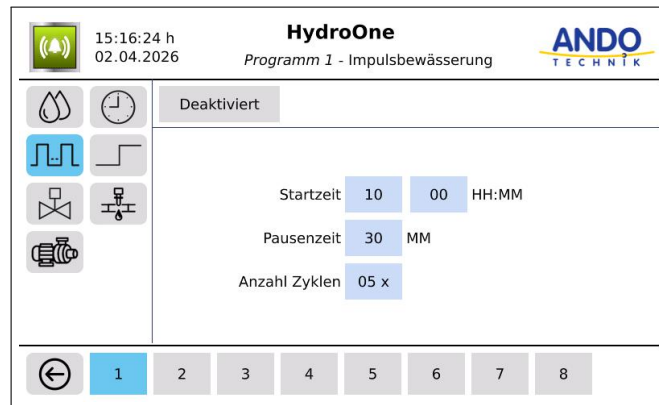 15:16:24 h
02.04.2026
HydroOne
Programm 1 - Impulsbewässerung
ANDO
TECHNİK
Deaktiviert
Startzeit 10 00 HH:MM
Pausenzeit 30 MM
Anzahl Zyklen 05 x
1 2 3 4 5 6 7 8